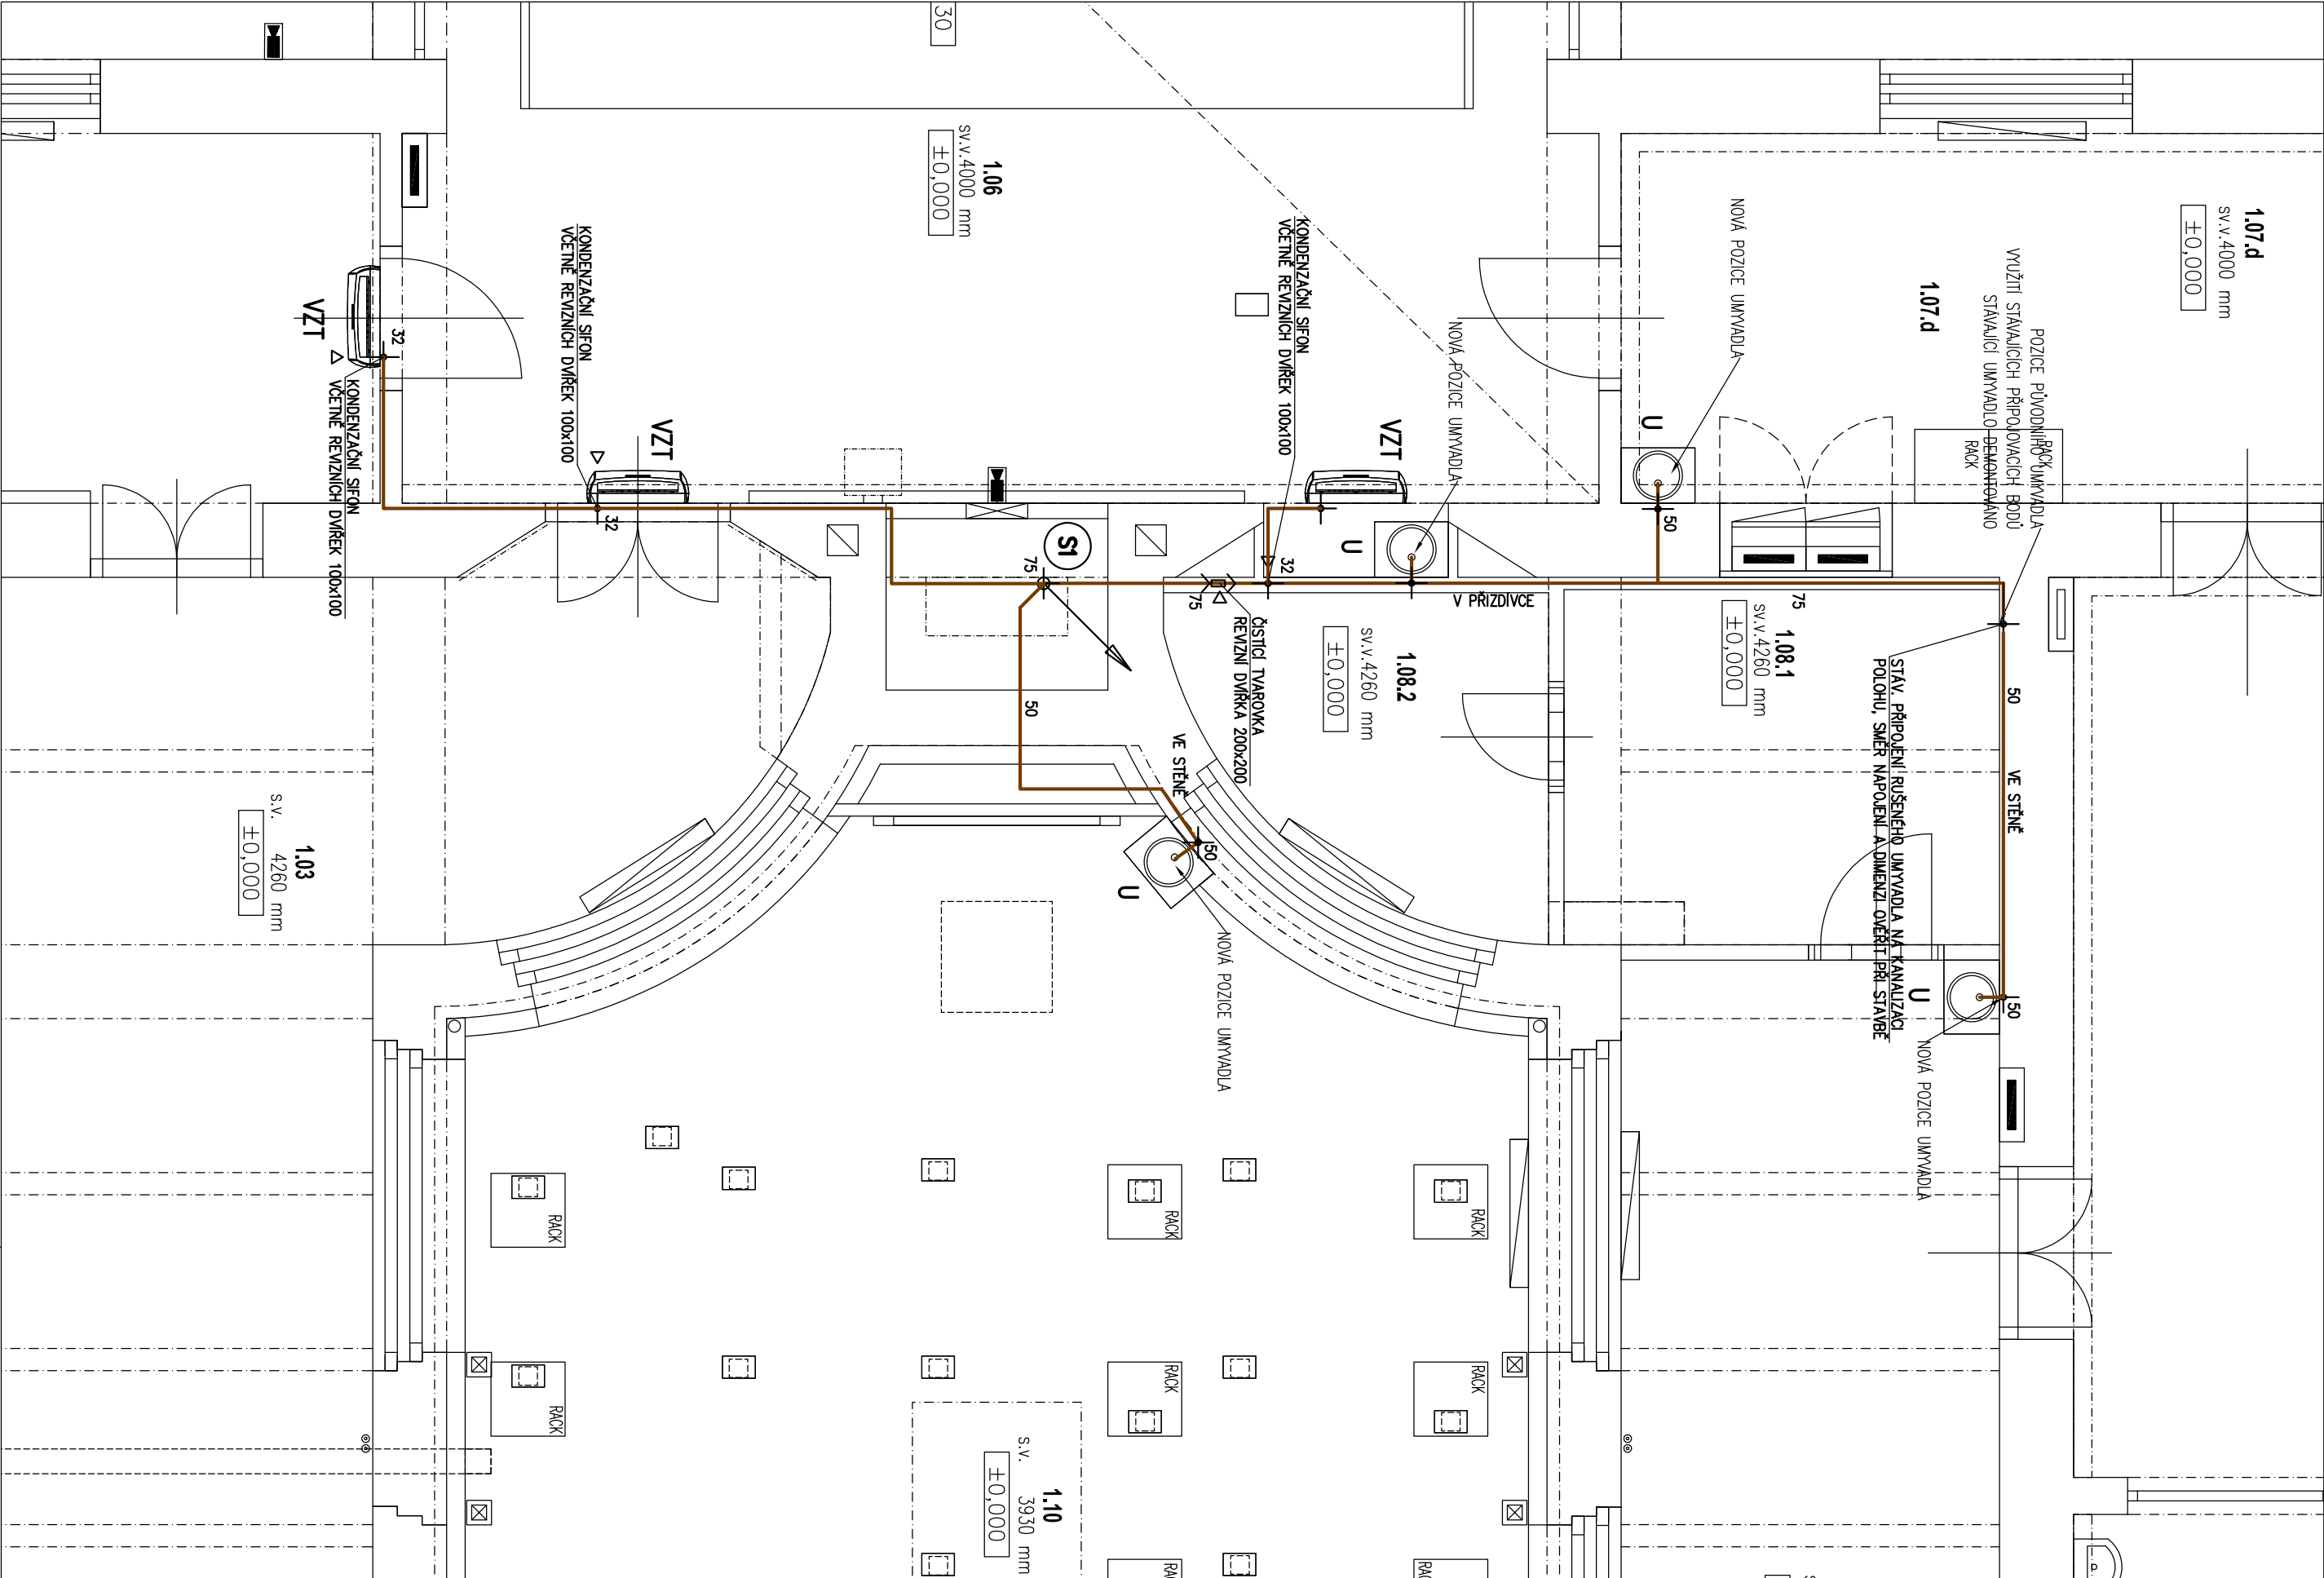 30
1.06
sv.v.4000 mm
±0,000
1.07.d
sv.v.4000 mm
±0,000
1.07.d
POZICE PŮVODNÍHO UMYVADLA
VYUŽITÍ STÁVAJÍCÍCH PŘIPOJOVACÍCH BODŮ
STÁVAJÍCÍ UMYVADLO DEMONTOVÁNO
RACK
RACK
NOVÁ POZICE UMYVADLA
U
50
NOVÁ POZICE UMYVADLA
U
KONDENZAČNÍ SIFON
VČETNĚ REVIZNÍCH DVÍŘEK 100x100
VZT
32
KONDENZAČNÍ SIFON
VČETNĚ REVIZNÍCH DVÍŘEK 100x100
VZT
32
VZT
32
KONDENZAČNÍ SIFON
VČETNĚ REVIZNÍCH DVÍŘEK 100x100
S1
75
75
ČISTÍCÍ TVAROVKA
REVIZNÍ DVÍŘKA 200x200
V PŘIZDÍVCE
75
1.08.1
sv.v.4260 mm
±0,000
1.08.2
sv.v.4260 mm
±0,000
STÁV. PŘIPOJENÍ RUŠENÉHO UMYVADLA NA KANALIZACI
POLOHU, SMĚR NAPOJENÍ A DIMENZI OVĚŘIT PŘI STAVBĚ
50
VE STĚNĚ
50
U
NOVÁ POZICE UMYVADLA
50
VE STĚNĚ
50
U
NOVÁ POZICE UMYVADLA
1.03
s.v. 4260 mm
±0,000
RACK
RACK
RACK
RACK
RACK
RACK
1.10
s.v. 3930 mm
±0,000